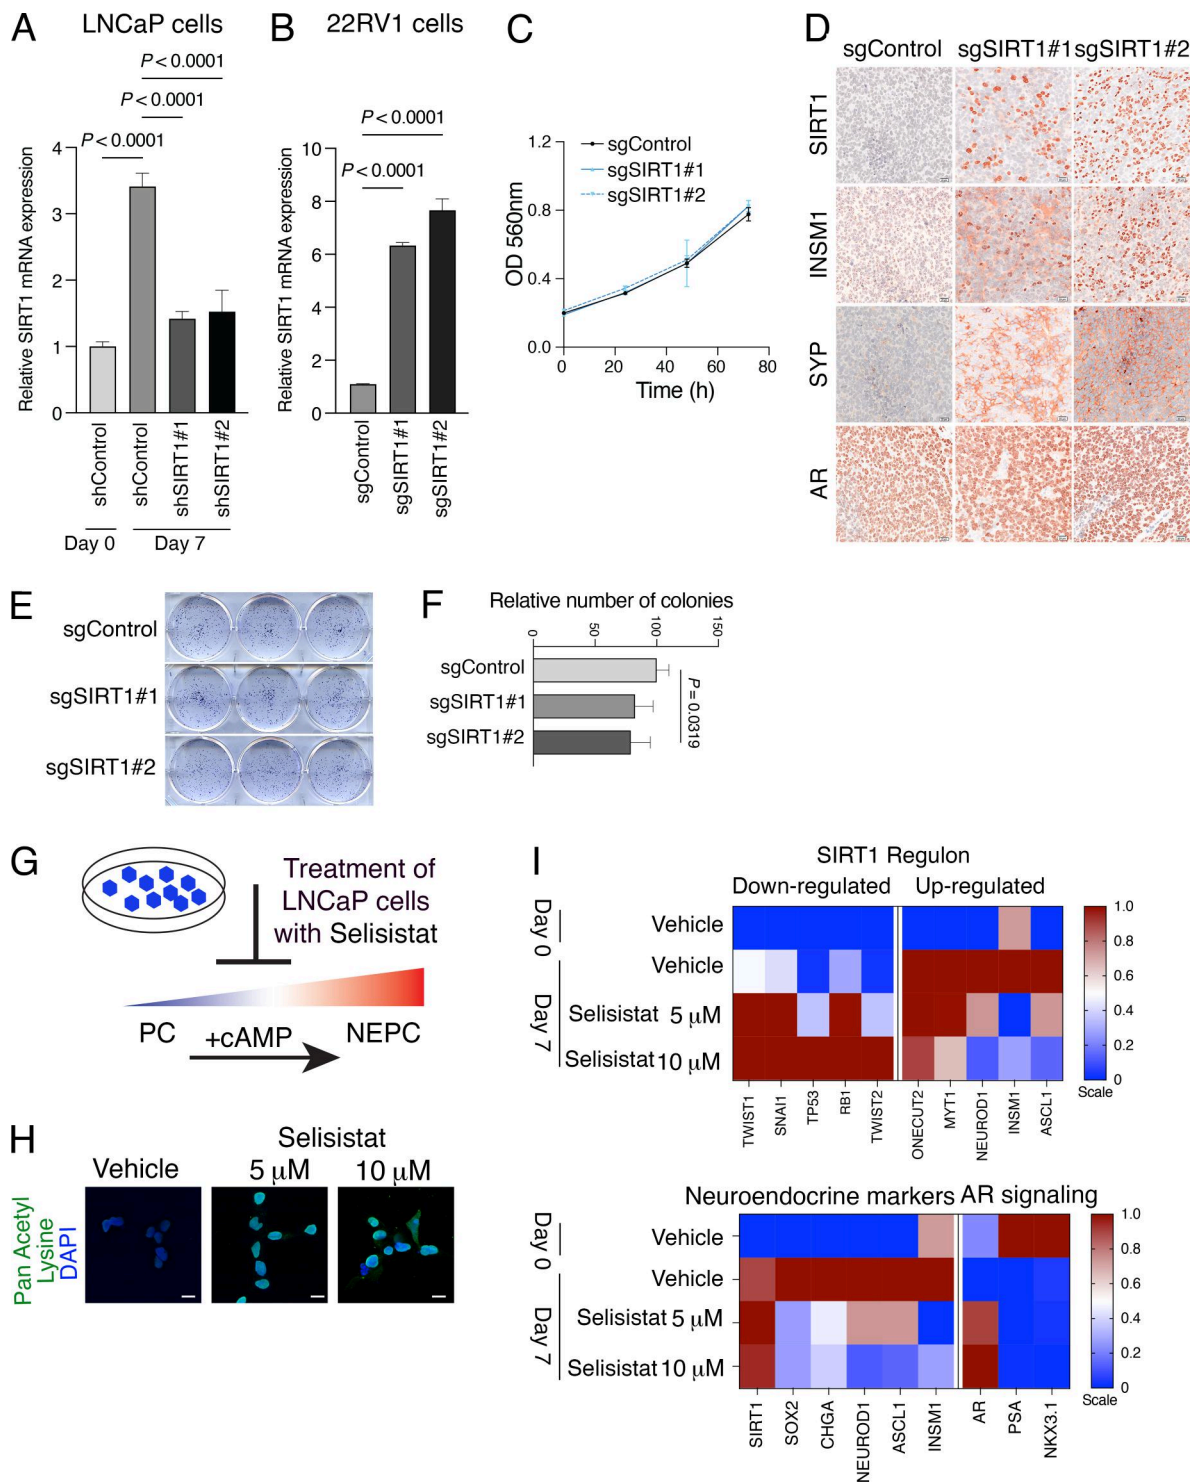 A
LNCaP cells
P < 0.0001
P < 0.0001
P < 0.0001
Relative SIRT1 mRNA expression
4
3
2
1
0
shControl
shControl
shSIRT1#1
shSIRT1#2
Day 0
Day 7
B
22RV1 cells
P < 0.0001
P < 0.0001
Relative SIRT1 mRNA expression
10
8
6
4
2
0
sgControl
sgSIRT1#1
sgSIRT1#2
C
OD 560nm
1.2
0.8
0.4
0.0
sgControl
sgSIRT1#1
sgSIRT1#2
0 20 40 60 80
Time (h)
D
sgControl sgSIRT1#1 sgSIRT1#2
SIRT1
INSM1
SYP
AR
E
sgControl
sgSIRT1#1
sgSIRT1#2
F
Relative number of colonies
0 50 100 150
sgControl
sgSIRT1#1
sgSIRT1#2
P = 0.0319
G
Treatment of
LNCaP cells
with Selisistat
PC +cAMP NEPC
H
Selisistat
Vehicle 5 μM 10 μM
Pan Acetyl
Lysine
DAPI
I
SIRT1 Regulon
Down-regulated Up-regulated
Day 0
Vehicle
Day 7
Vehicle
Selisistat 5 μM
Selisistat 10 μM
TWIST1
SNAI1
TP53
RB1
TWIST2
ONECUT2
MYT1
NEUROD1
INSM1
ASCL1
1.0
0.8
0.6
0.4
0.2
0
Scale
Neuroendocrine markers AR signaling
Day 0
Vehicle
Day 7
Vehicle
Selisistat 5 μM
Selisistat 10 μM
SIRT1
SOX2
CHGA
NEUROD1
ASCL1
INSM1
AR
PSA
NKX3.1
1.0
0.8
0.6
0.4
0.2
0
Scale